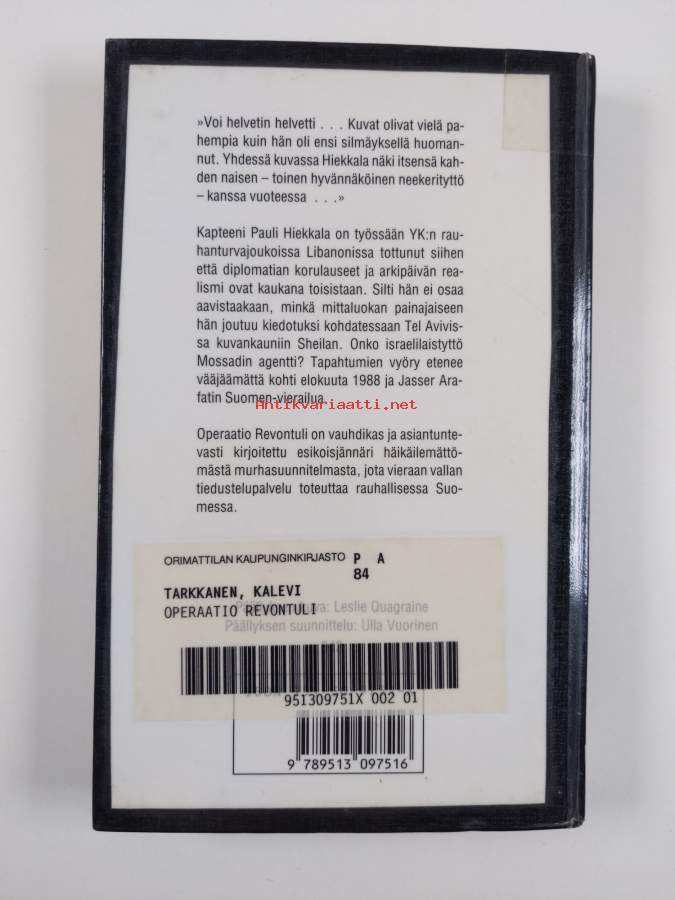 »Voi helvetin helvetti . . . Kuvat olivat vielä pa-
hempia kuin hän oli ensi silmäyksellä huoman-
nut. Yhdessä kuvassa Hiekkala näki itsensä kah-
den naisen – toinen hyvännäköinen neekerityttö
– kanssa vuoteessa . . .»
Kapteeni Pauli Hiekkala on työssään YK:n rau-
hanturvajoukoissa Libanonissa tottunut siihen
että diplomatian korulauseet ja arkipäivän rea-
lismi ovat kaukana toisistaan. Silti hän ei osaa
aavistaakaan, minkä mittaluokan painajaiseen
hän joutuu kiedotuksi kohdatessaan Tel Avivis-
sa kuvankauniin Sheilan. Onko israelilaistyttö
Mossadin agentti? Tapahtumien vyöry etenee
vääjäämättä kohti elokuuta 1988 ja Jasser Ara-
fatin Suomen-vierailua.
Antikvariaatti.net
Operaatio Revontuli on vauhdikas ja asiantunte-
vasti kirjoitettu esikoisjännäri häikäilemättö-
mästä murhasuunnitelmasta, jota vieraan vallan
tiedustelupalvelu toteuttaa rauhallisessa Suo-
messa.
ORIMATTILAN KAUPUNGINKIRJASTO P A
84
TARKKANEN, KALEVI
OPERAATIO REVONTULI
kuva: Leslie Quagraine
Päällyksen suunnittelu: Ulla Vuorinen
951309751X 002 01
9 789513 097516